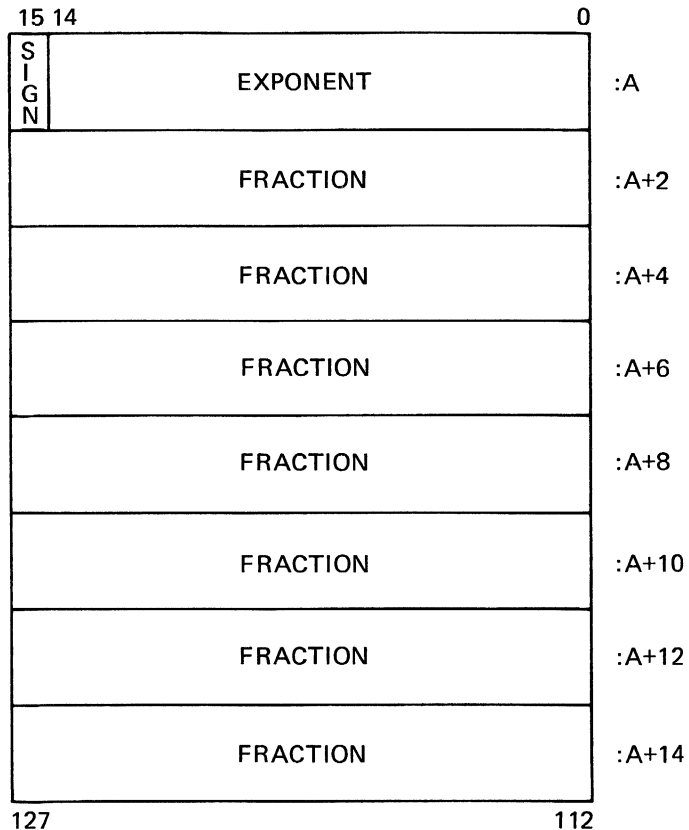 15 14 0
SIGN EXPONENT :A
FRACTION :A+2
FRACTION :A+4
FRACTION :A+6
FRACTION :A+8
FRACTION :A+10
FRACTION :A+12
FRACTION :A+14
127 112